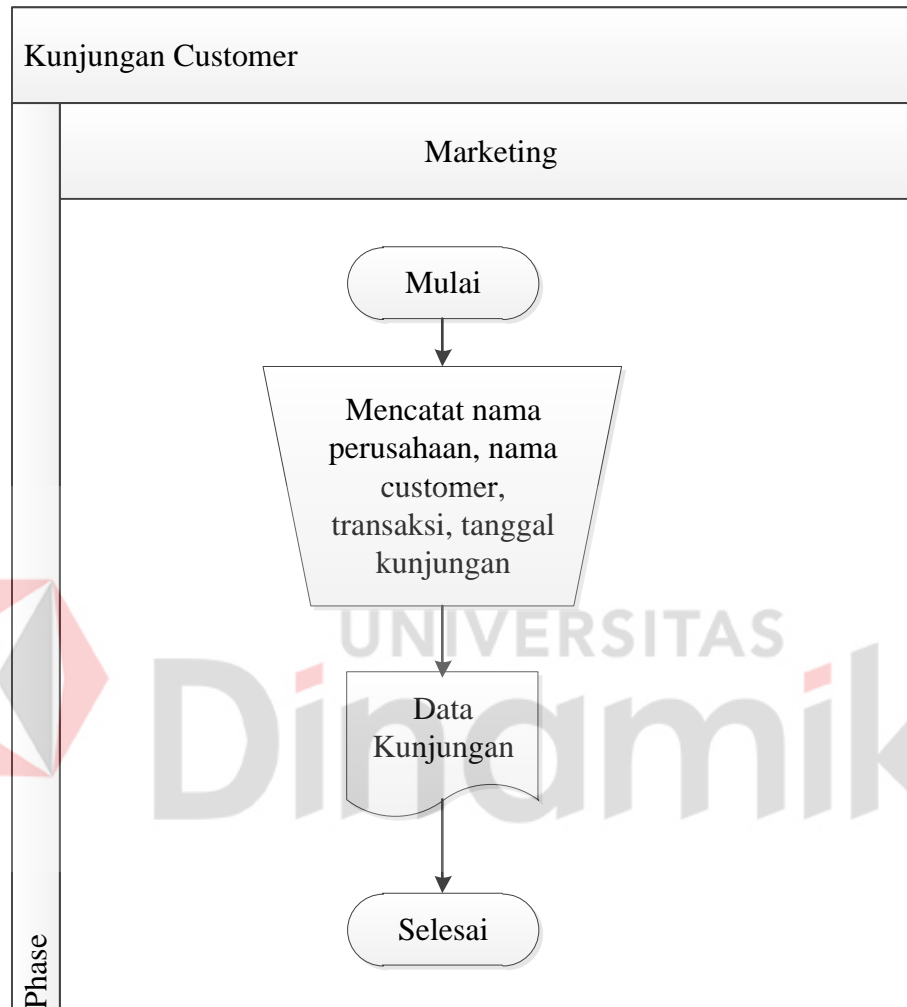 Kunjungan Customer
Marketing
Mulai
Mencatat nama
perusahaan, nama
customer,
transaksi, tanggal
kunjungan
UNIVERSITAS
Dinamik
Data
Kunjungan
Selesai
Phase